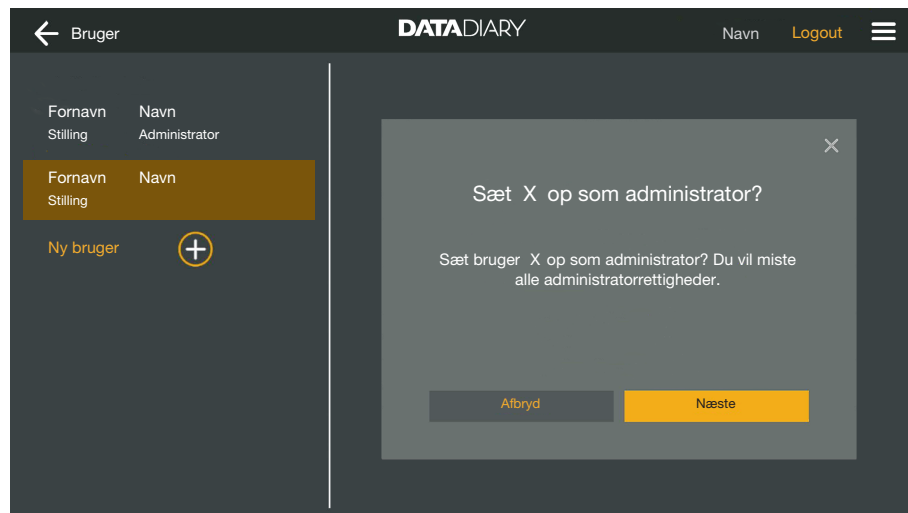 Bruger
DATADIARY
Navn Logout
Fornavn Navn
Stilling Administrator
Fornavn Navn
Stilling
Ny bruger
Sæt X op som administrator?
Sæt bruger X op som administrator? Du vil miste
alle administratorrettigheder.
Afbryd Næste